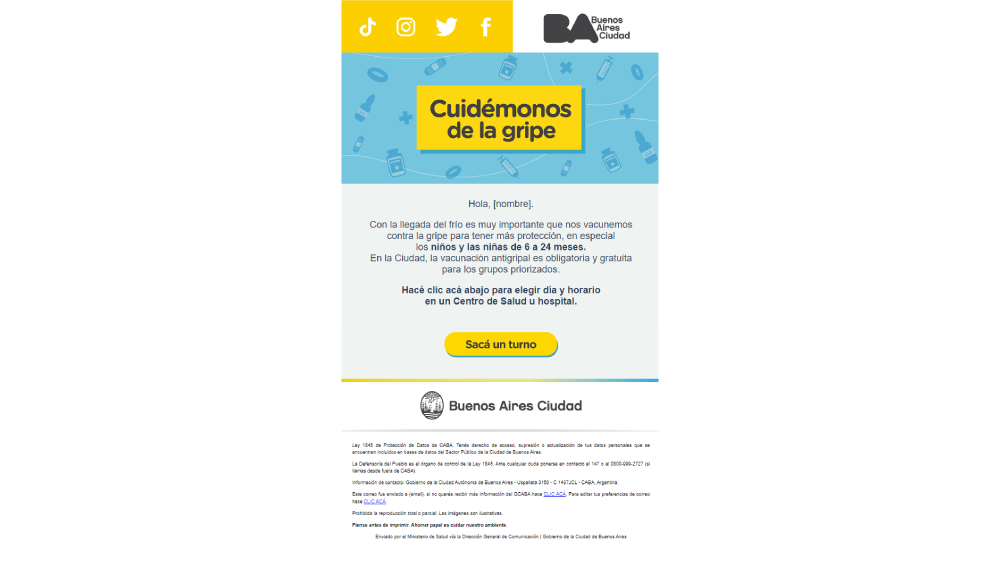 BA Buenos
Aires
Ciudad
Cuidémonos
de la gripe
Hola, [nombre].
Con la llegada del frío es muy importante que nos vacunemos
contra la gripe para tener más protección, en especial
los niños y las niñas de 6 a 24 meses.
En la Ciudad, la vacunación antigripal es obligatoria y gratuita
para los grupos priorizados.
Hacé clic acá abajo para elegir día y horario
en un Centro de Salud u hospital.
Sacá un turno
Buenos Aires Ciudad
Ley 1845 de Protección de Datos de CABA. Tenés derecho de acceso, supresión o actualización de tus datos personales que se
encuentren incluidos en bases de datos del Sector Público de la Ciudad de Buenos Aires.
La Defensoría del Pueblo es el órgano de control de la Ley 1845. Ante cualquier duda ponerse en contacto al 147 o al 0800-999-2727 (si
llamás desde fuera de CABA).
Información de contacto: Gobierno de la Ciudad Autónoma de Buenos Aires - Uspallata 3160 - C 1437JCL - CABA, Argentina.
Este correo fue enviado a {email}, si no querés recibir más información del GCABA hace CLIC ACÁ. Para editar tus preferencias de correo
hace CLIC ACÁ.
Prohibida la reproducción total o parcial. Las imágenes son ilustrativas.
Piense antes de imprimir. Ahorrar papel es cuidar nuestro ambiente.
Enviado por el Ministerio de Salud vía la Dirección General de Comunicación | Gobierno de la Ciudad de Buenos Aires